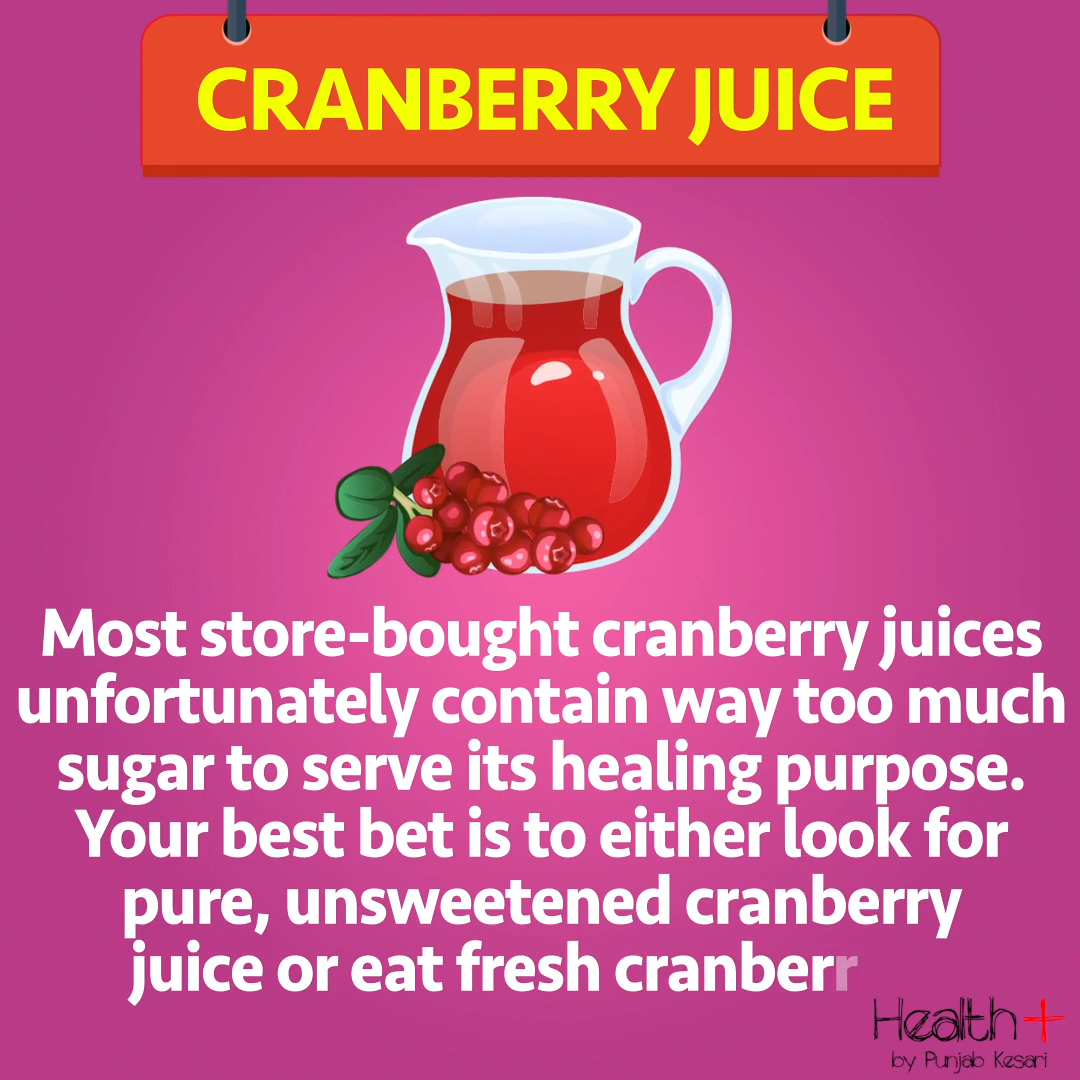 CRANBERRY JUICE
Most store-bought cranberry juices
unfortunately contain way too much
sugar to serve its healing purpose.
Your best bet is to either look for
pure, unsweetened cranberry
juice or eat fresh cranberr
Health+
by Punjab Kesari